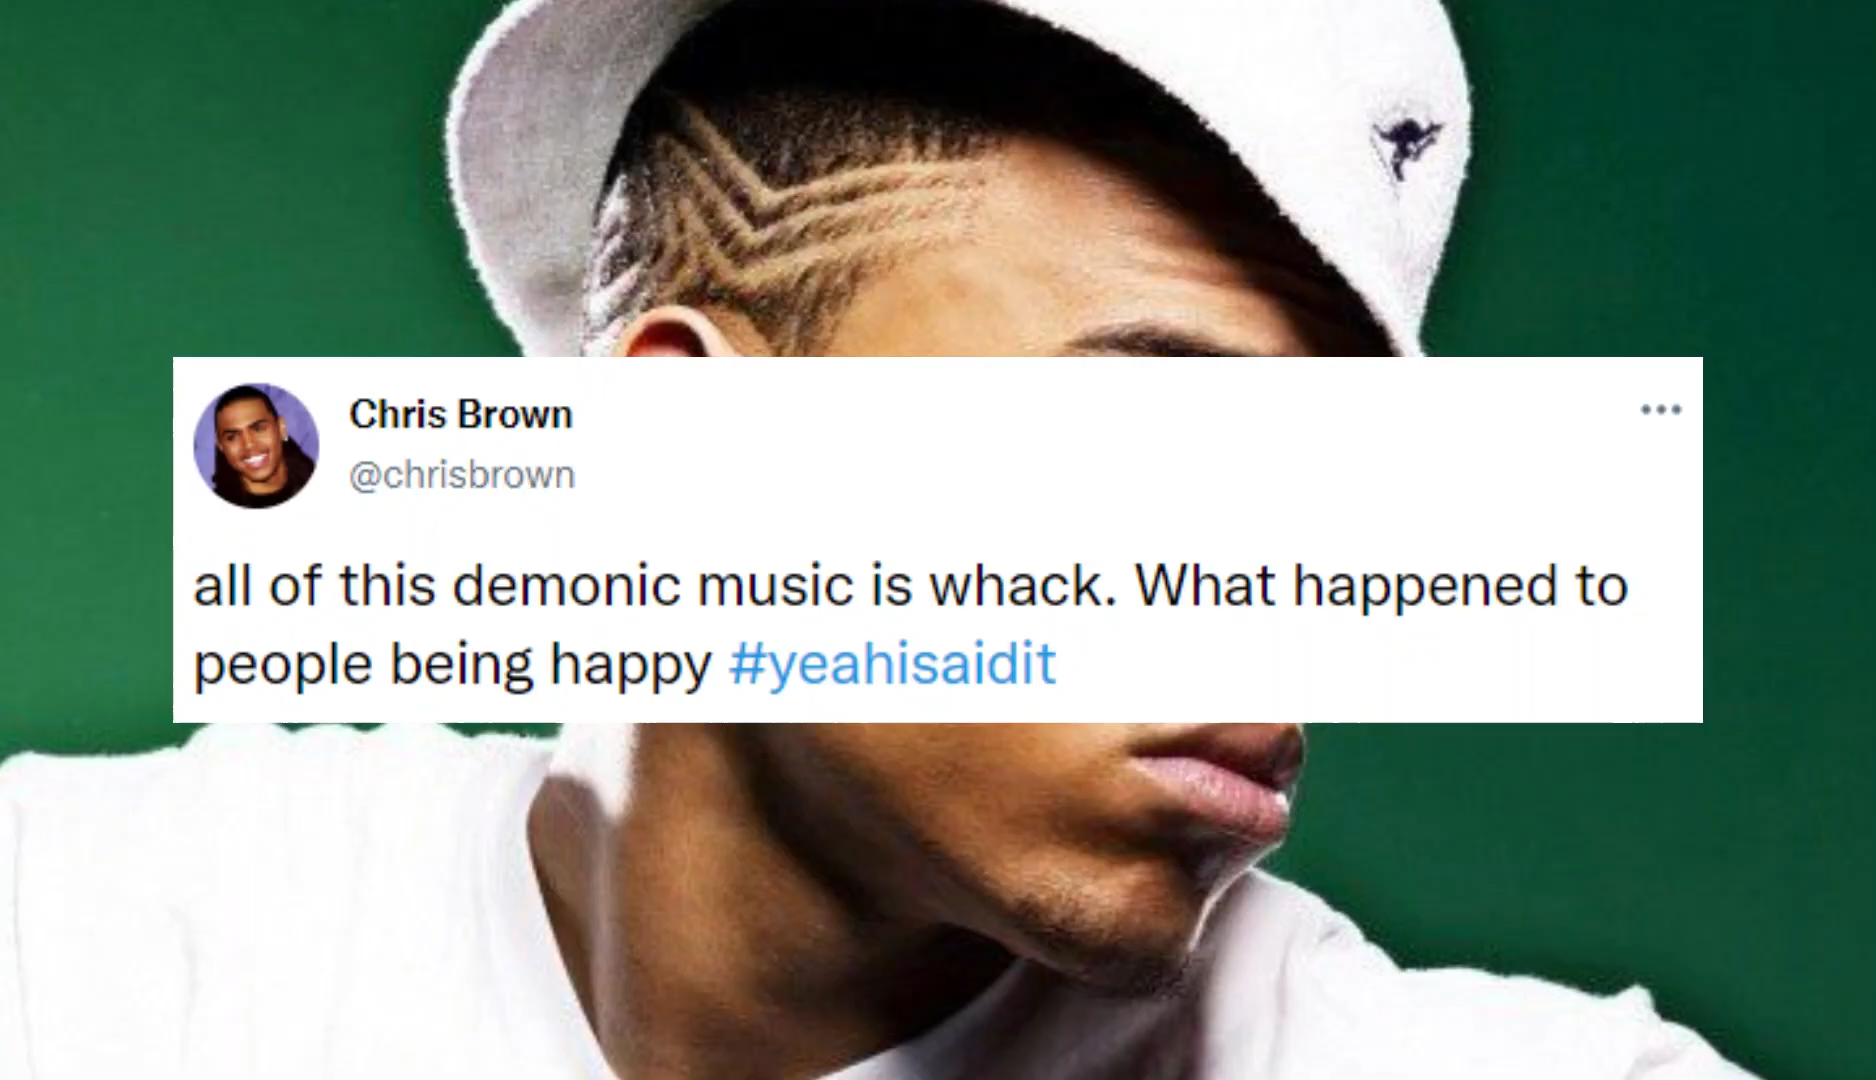 Chris Brown
@chrisbrown
all of this demonic music is whack. What happened to
people being happy #yeahisaidit